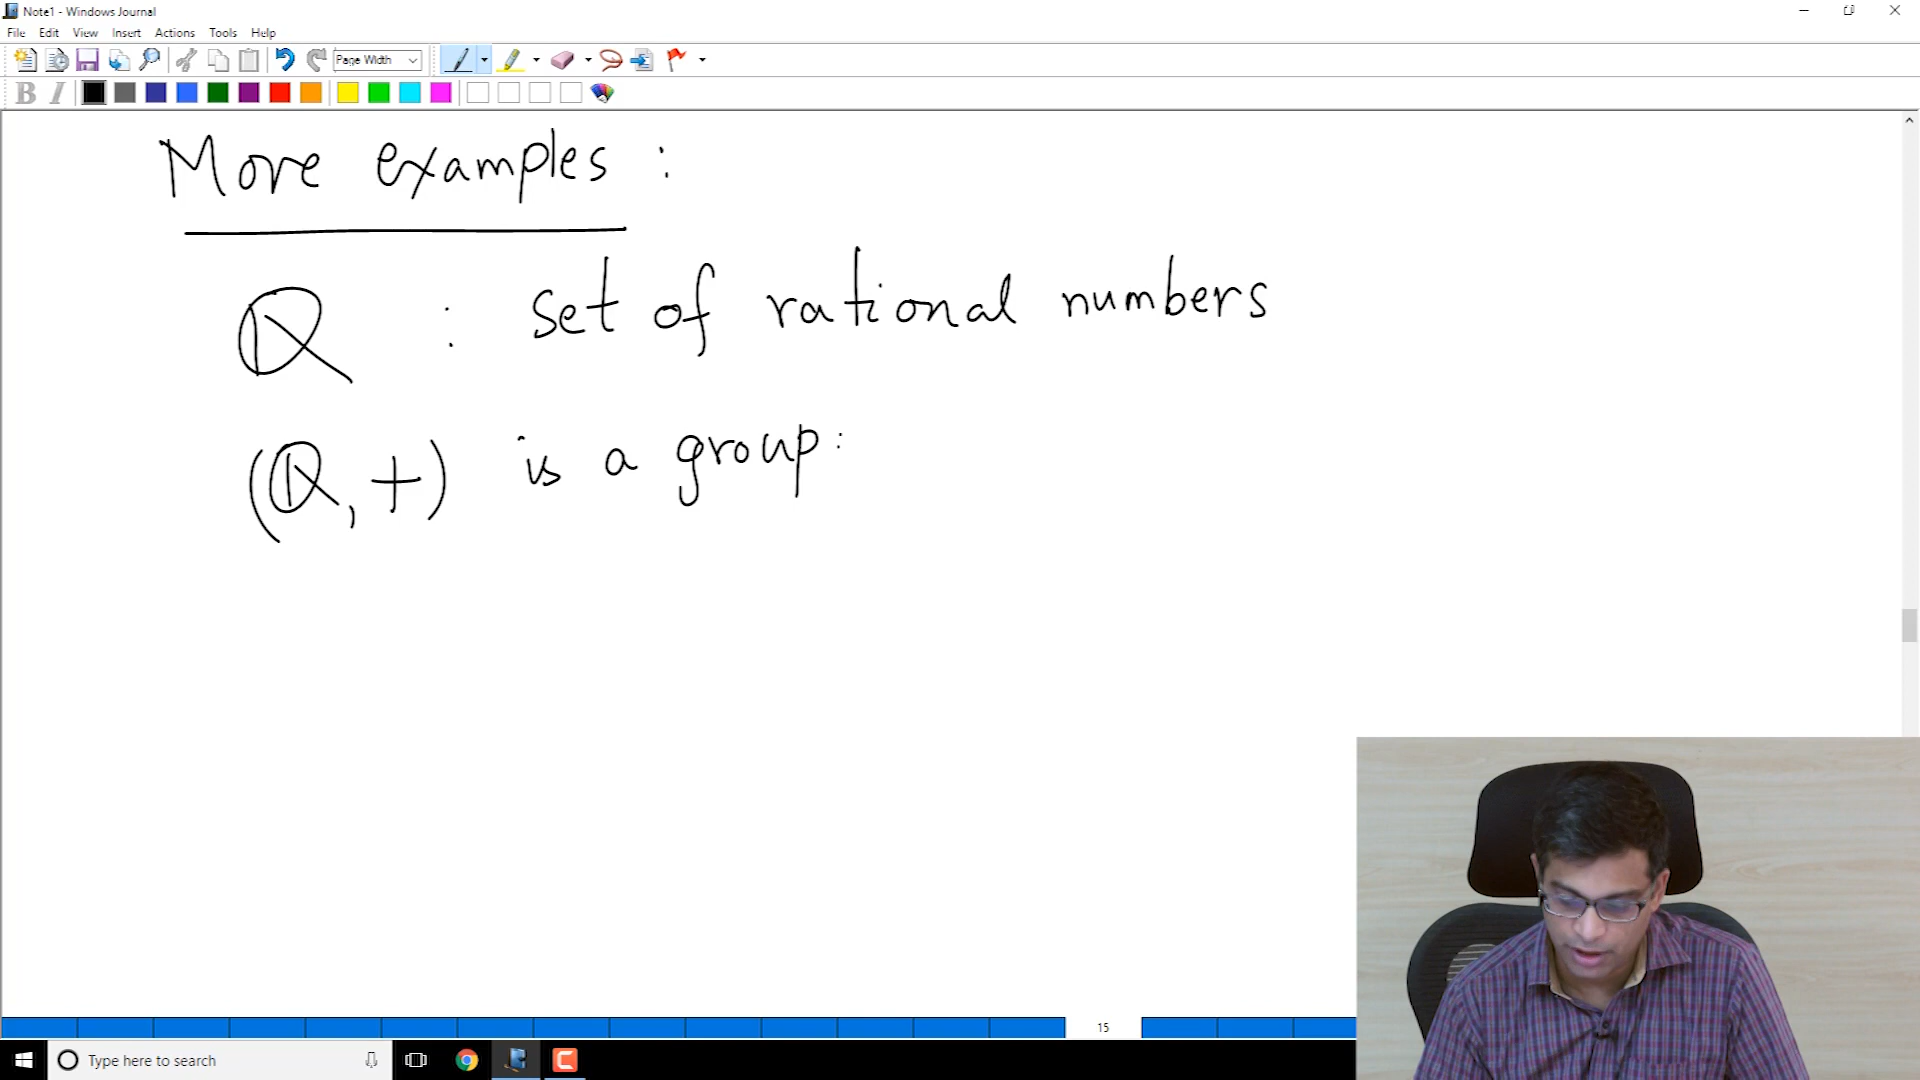 Note1 - Windows Journal
File Edit View Insert Actions Tools Help
Page Width
B I
More examples :
ℚ : set of rational numbers
(ℚ, +) is a group:
15
Type here to search